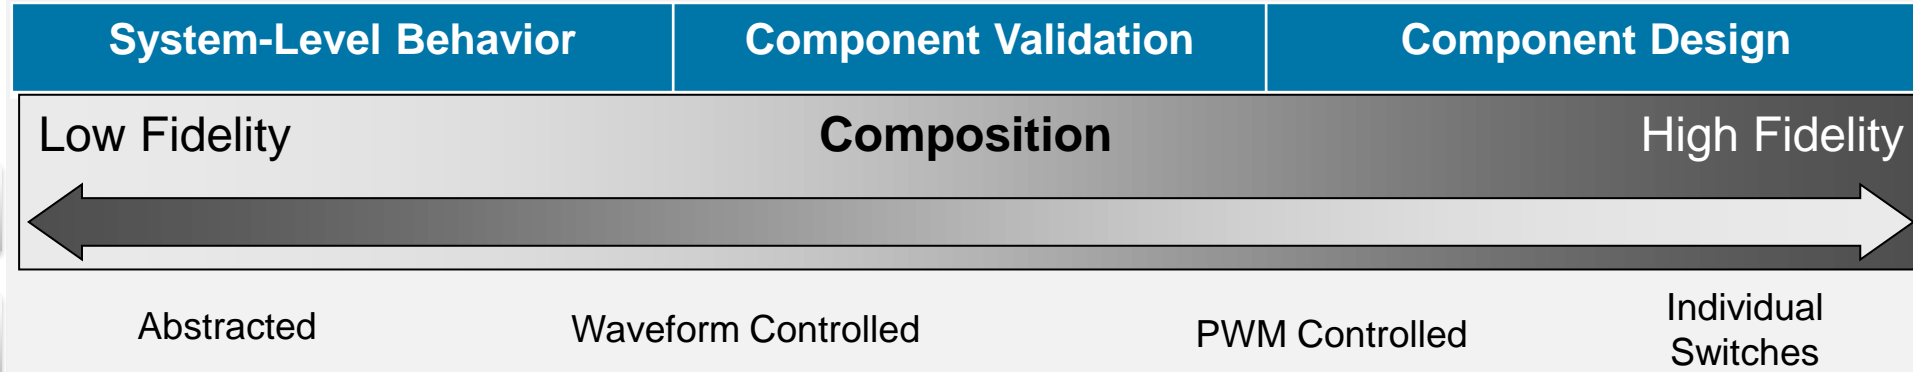 System-Level Behavior
Component Validation
Component Design
Low Fidelity
Composition
High Fidelity
Abstracted
Waveform Controlled
PWM Controlled
Individual
Switches